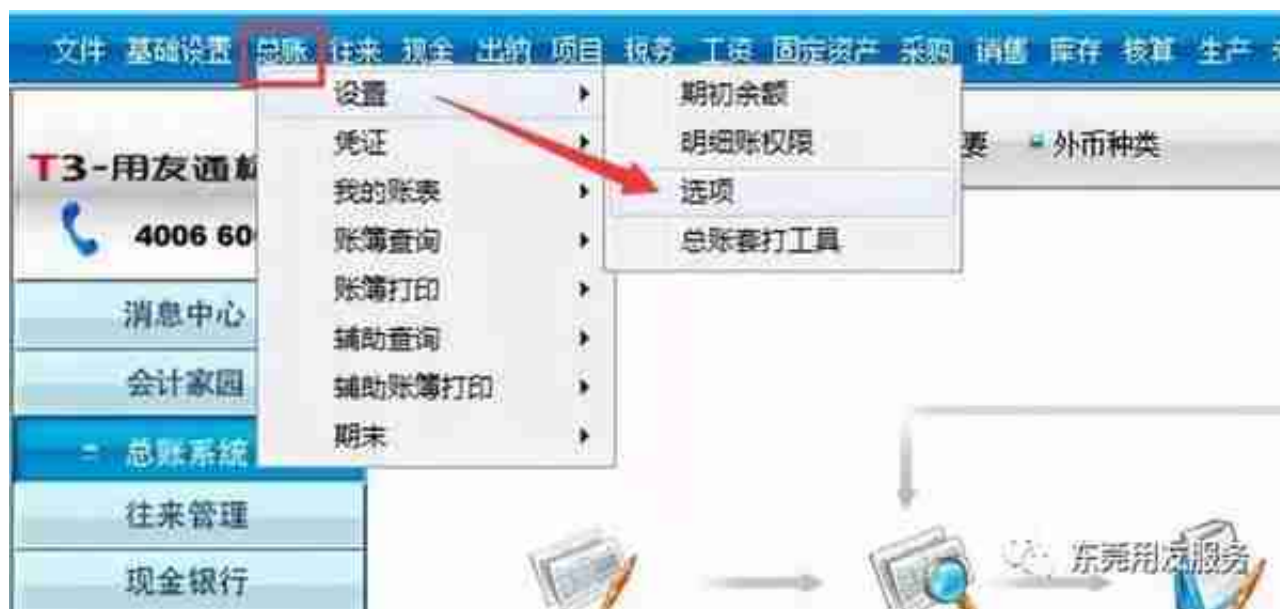 文件 基础设置 总账 往来 现金 出纳 项目 税务 工资 固定资产 采购 销售 库存 核算 生产
设置 期初余额
凭证 明细账权限 外币种类
T3-用友通标
我的账表 选项
4006 60
账簿查询 总账套打工具
账簿打印
消息中心
辅助查询
会计家园 辅助账簿打印
总账系统 期末
往来管理
现金银行
东莞用友服务